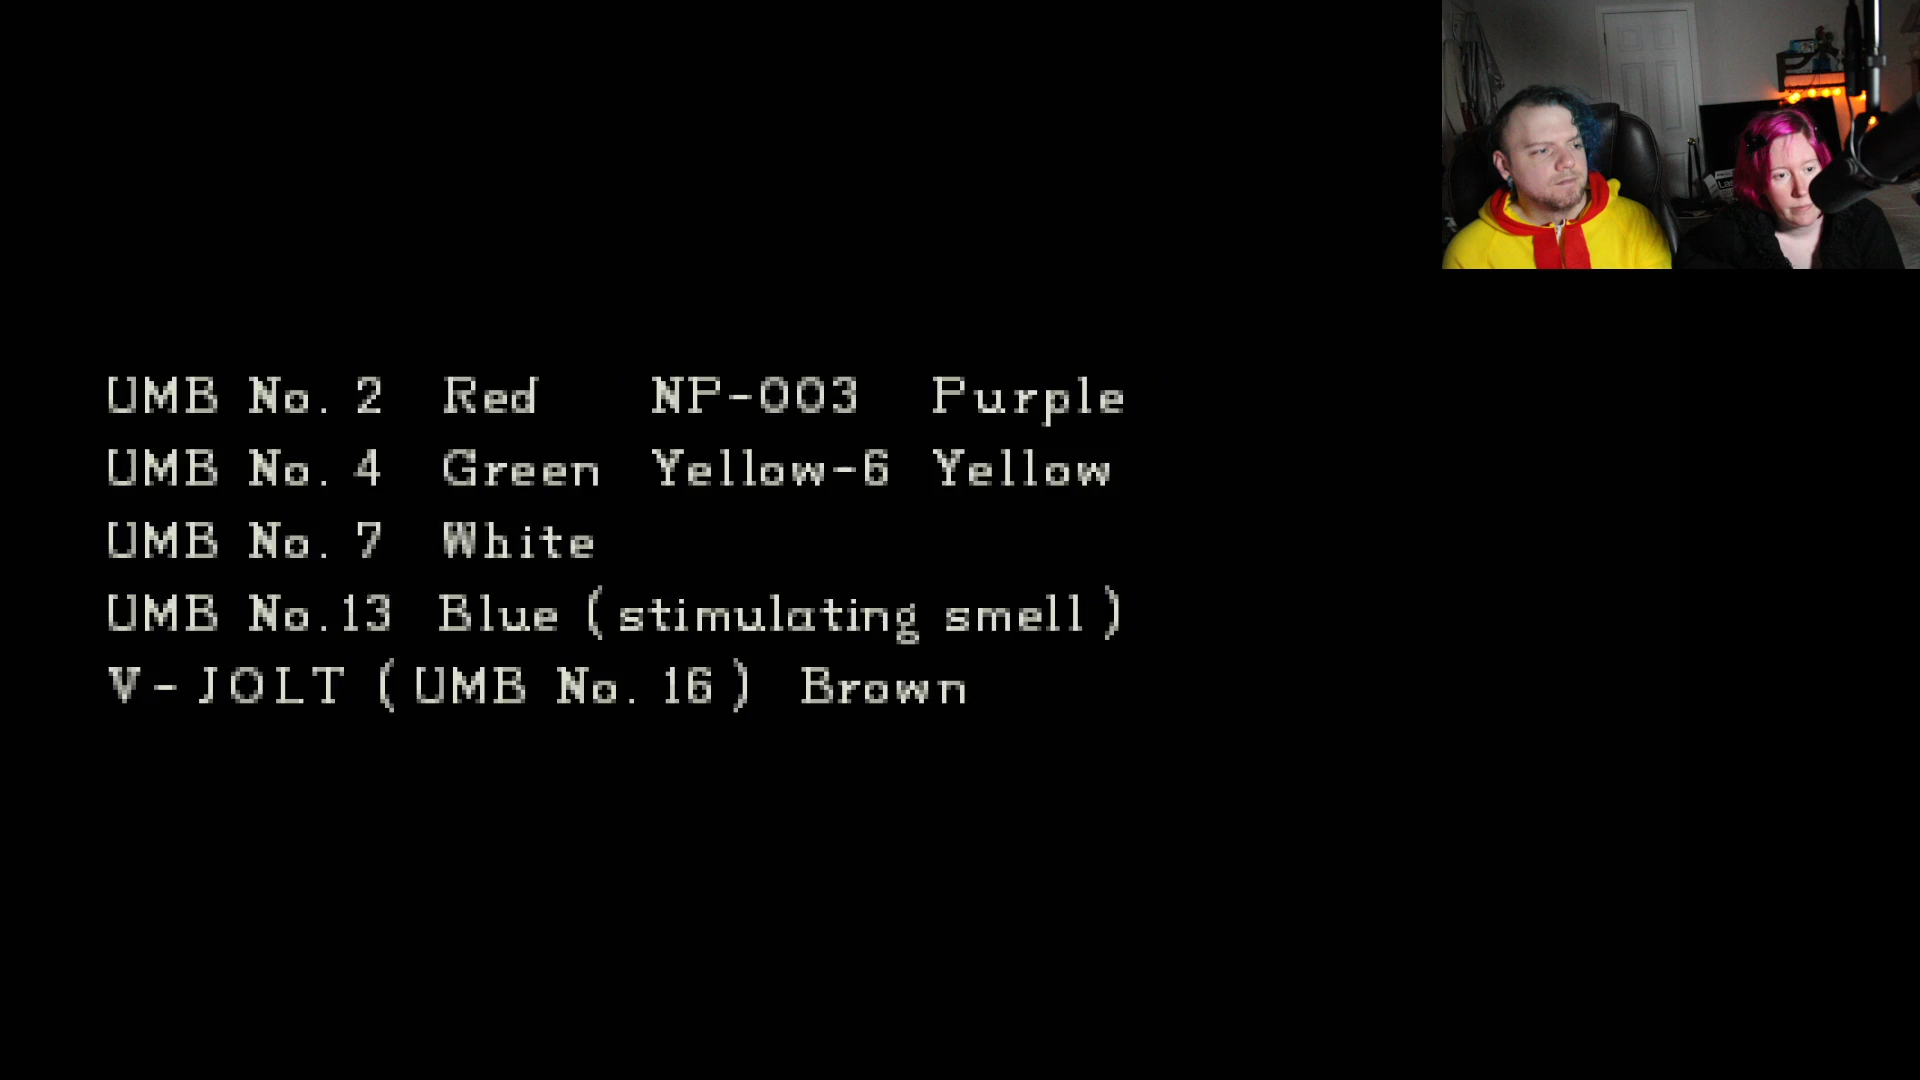 UMB No. 2 Red NP-003 Purple
UMB No. 4 Green Yellow-6 Yellow
UMB No. 7 White
UMB No.13 Blue (stimulating smell)
V-JOLT (UMB No.16) Brown